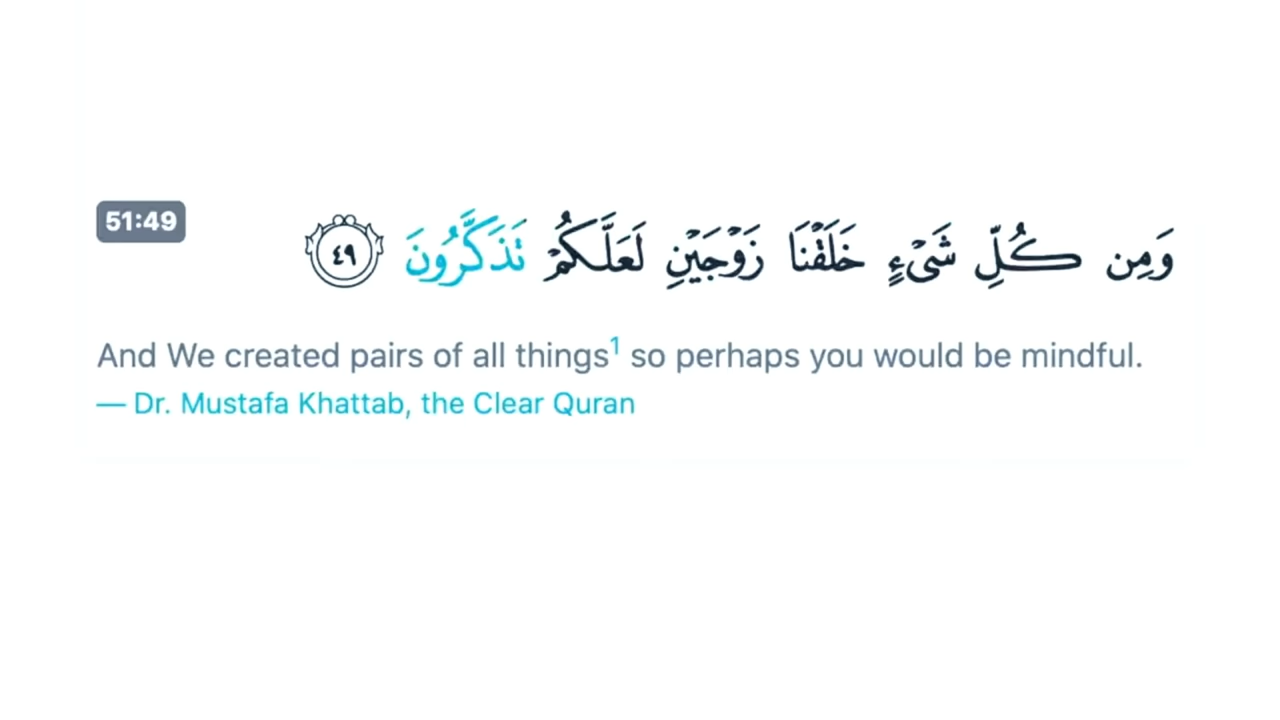 51:49
وَمِن كُلِّ شَىْءٍ خَلَقْنَا زَوْجَيْنِ لَعَلَّكُمْ تَذَكَّرُونَ ٤٩
And We created pairs of all things1 so perhaps you would be mindful.
— Dr. Mustafa Khattab, the Clear Quran